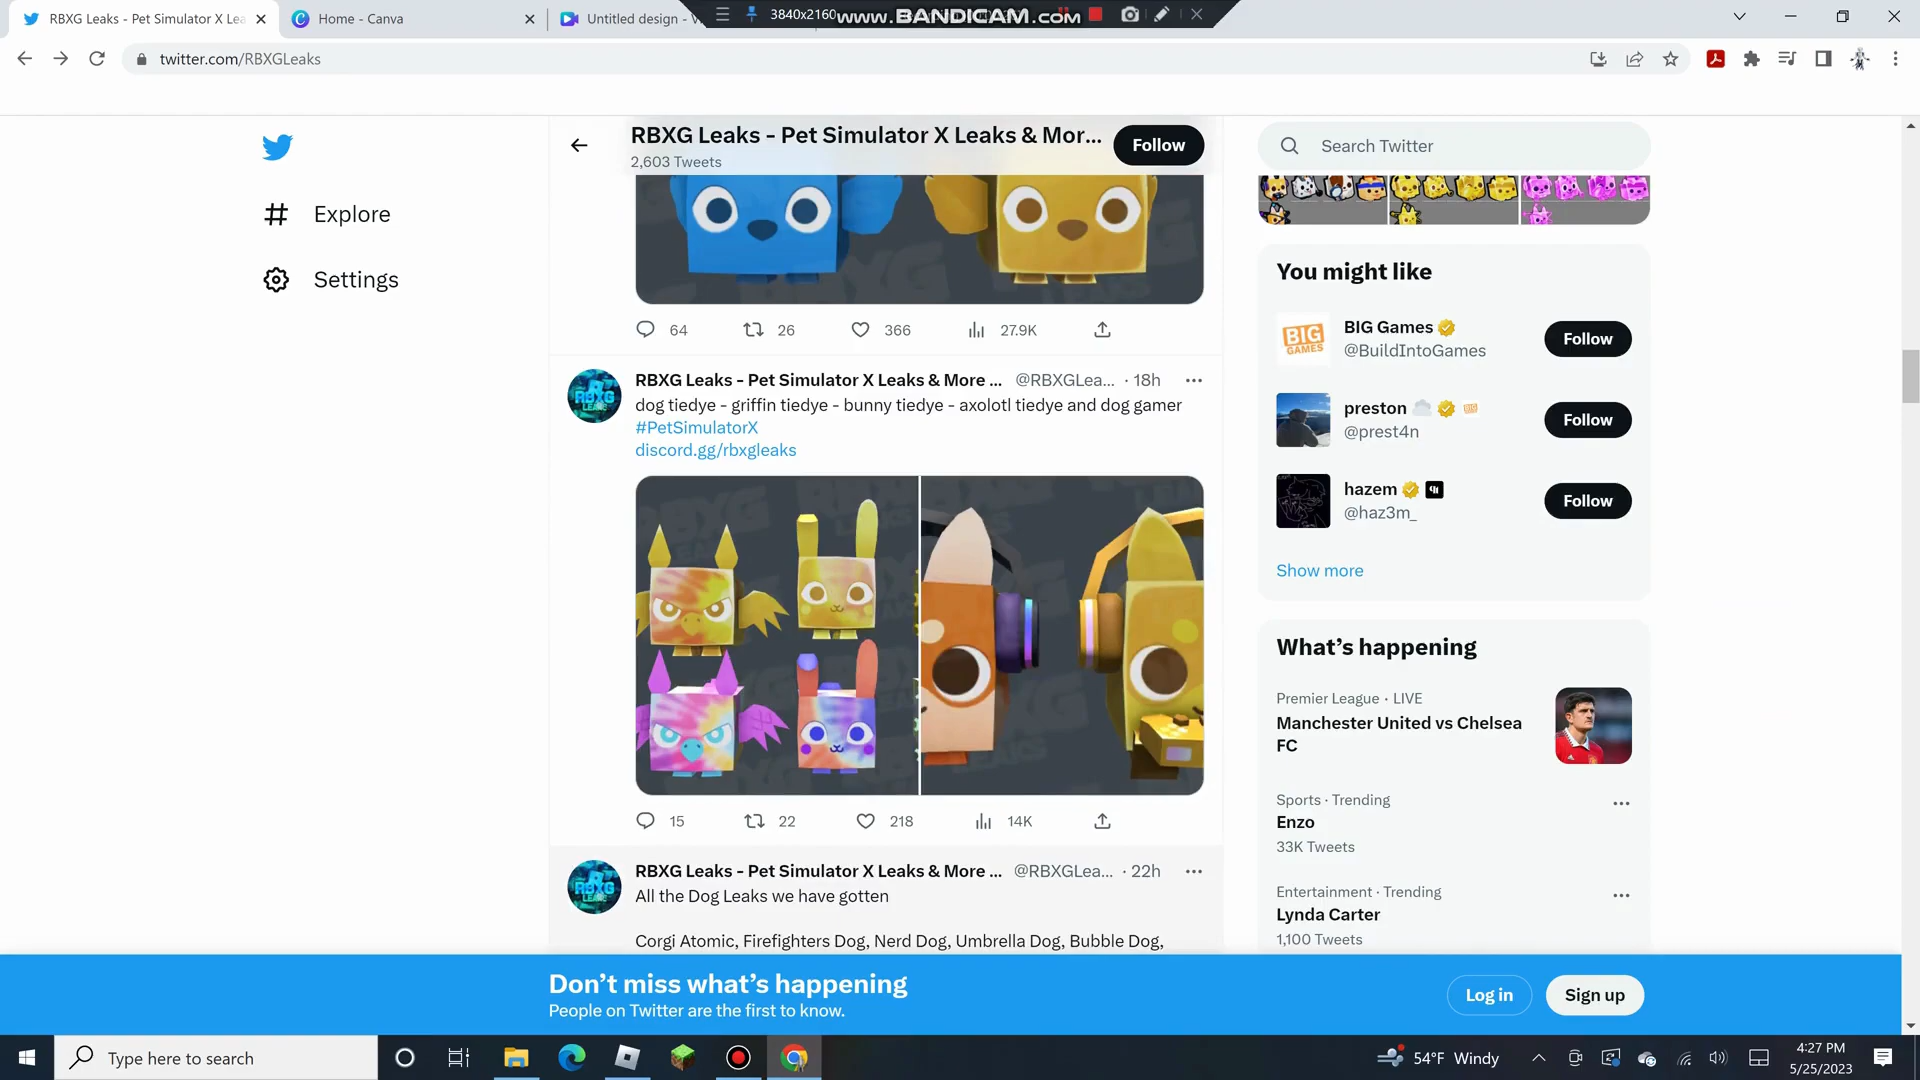 RBXG Leaks - Pet Simulator X Lea
Home - Canva
Untitled design - V
3840x2160
www.BANDICAM.com
twitter.com/RBXGLeaks
RBXG Leaks - Pet Simulator X Leaks & Mor...
2,603 Tweets
Follow
Search Twitter
Explore
Settings
64
26
366
27.9K
RBXG Leaks - Pet Simulator X Leaks & More ... @RBXGLea... · 18h
dog tiedye - griffin tiedye - bunny tiedye - axolotl tiedye and dog gamer
#PetSimulatorX
discord.gg/rbxgleaks
15
22
218
14K
RBXG Leaks - Pet Simulator X Leaks & More ... @RBXGLea... · 22h
All the Dog Leaks we have gotten
Corgi Atomic, Firefighters Dog, Nerd Dog, Umbrella Dog, Bubble Dog,
You might like
BIG GAMES
BIG Games
@BuildIntoGames
Follow
preston
@prest4n
Follow
hazem
@haz3m_
Follow
Show more
What's happening
Premier League · LIVE
Manchester United vs Chelsea
FC
Sports · Trending
Enzo
33K Tweets
Entertainment · Trending
Lynda Carter
1,100 Tweets
Don't miss what's happening
People on Twitter are the first to know.
Log in
Sign up
Type here to search
54°F Windy
4:27 PM
5/25/2023